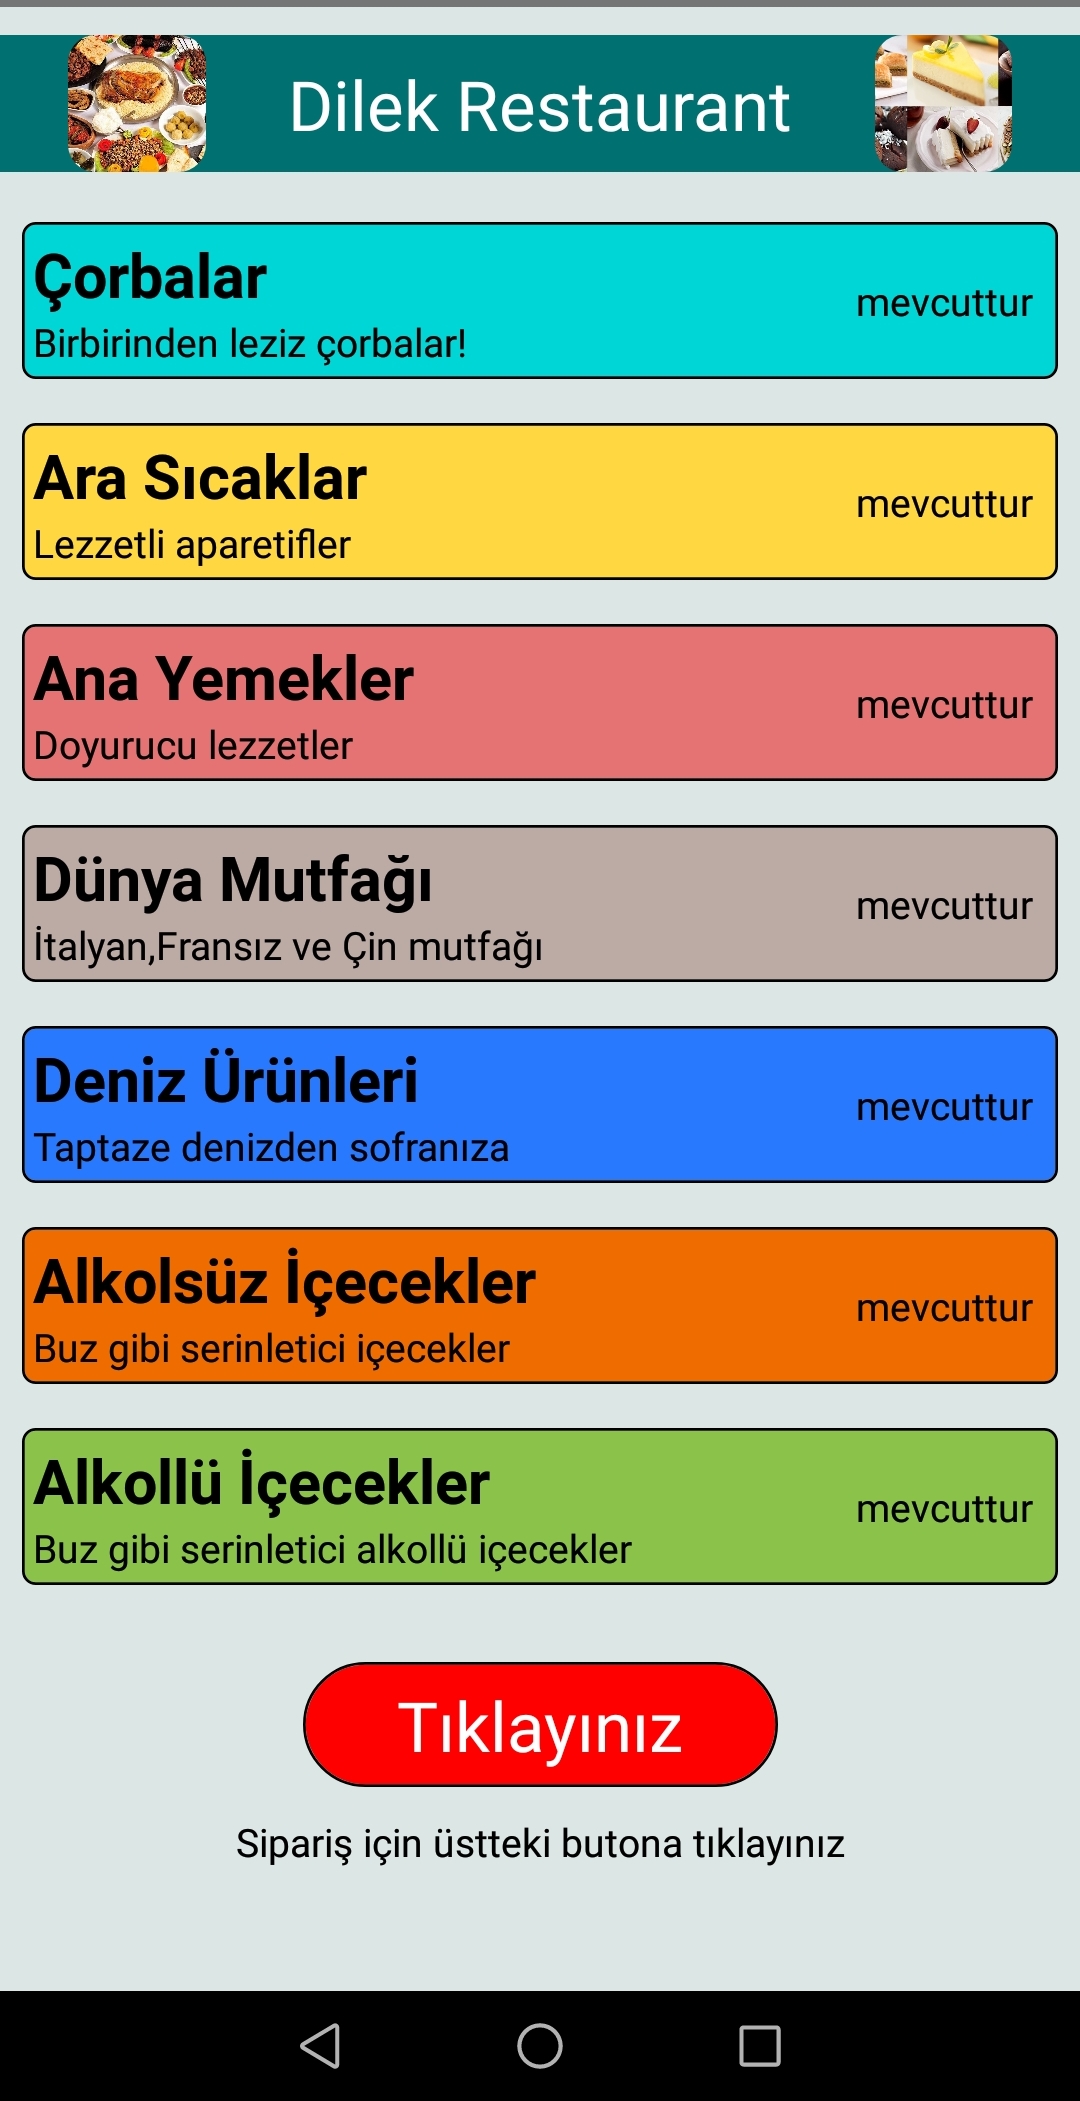 Dilek Restaurant
Çorbalar
mevcuttur
Birbirinden leziz çorbalar!
Ara Sıcaklar
mevcuttur
Lezzetli aparetifler
Ana Yemekler
mevcuttur
Doyurucu lezzetler
Dünya Mutfağı
mevcuttur
İtalyan,Fransız ve Çin mutfağı
Deniz Ürünleri
mevcuttur
Taptaze denizden sofranıza
Alkolsüz İçecekler
mevcuttur
Buz gibi serinletici içecekler
Alkollü İçecekler
mevcuttur
Buz gibi serinletici alkollü içecekler
Tıklayınız
Sipariş için üstteki butona tıklayınız